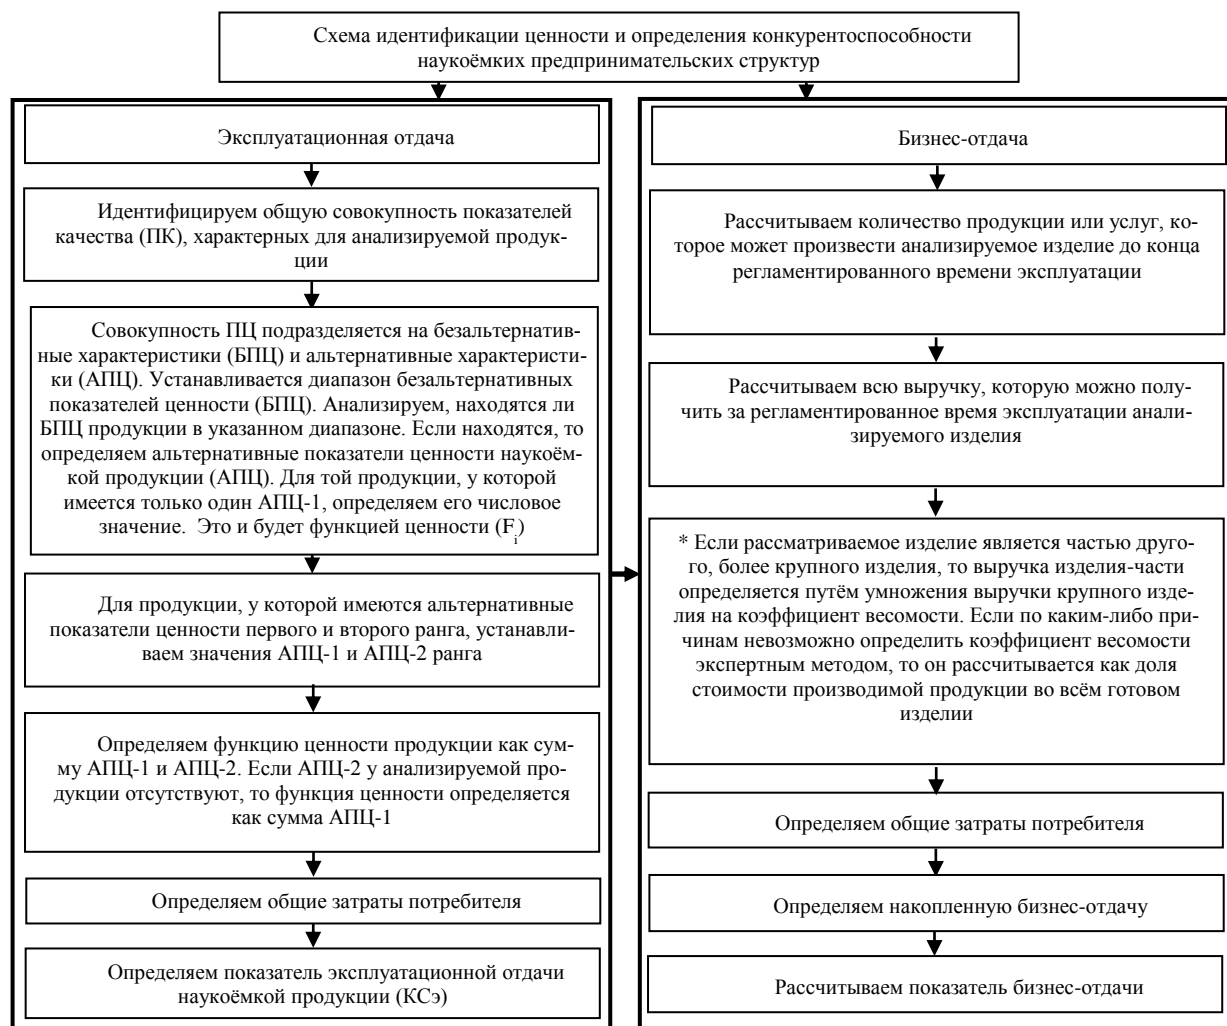 Схема идентификации ценности и определения конкурентоспособности
наукоёмких предпринимательских структур
Эксплуатационная отдача
Идентифицируем общую совокупность показателей
качества (ПК), характерных для анализируемой продук-
ции
Совокупность ПЦ подразделяется на безальтернатив-
ные характеристики (БПЦ) и альтернативные характеристи-
ки (АПЦ). Устанавливается диапазон безальтернативных
показателей ценности (БПЦ). Анализируем, находятся ли
БПЦ продукции в указанном диапазоне. Если находятся, то
определяем альтернативные показатели ценности наукоём-
кой продукции (АПЦ). Для той продукции, у которой
имеется только один АПЦ-1, определяем его числовое
значение. Это и будет функцией ценности (Fi)
Для продукции, у которой имеются альтернативные
показатели ценности первого и второго ранга, устанавли-
ваем значения АПЦ-1 и АПЦ-2 ранга
Определяем функцию ценности продукции как сум-
му АПЦ-1 и АПЦ-2. Если АПЦ-2 у анализируемой про-
дукции отсутствуют, то функция ценности определяется
как сумма АПЦ-1
Определяем общие затраты потребителя
Определяем показатель эксплуатационной отдачи
наукоёмкой продукции (КСэ)
Бизнес-отдача
Рассчитываем количество продукции или услуг, ко-
торое может произвести анализируемое изделие до конца
регламентированного времени эксплуатации
Рассчитываем всю выручку, которую можно полу-
чить за регламентированное время эксплуатации анали-
зируемого изделия
* Если рассматриваемое изделие является частью друго-
го, более крупного изделия, то выручка изделия-части
определяется путём умножения выручки крупного изде-
лия на коэффициент весомости. Если по каким-либо при-
чинам невозможно определить коэффициент весомости
экспертным методом, то он рассчитывается как доля
стоимости производимой продукции во всём готовом
изделии
Определяем общие затраты потребителя
Определяем накопленную бизнес-отдачу
Рассчитываем показатель бизнес-отдачи